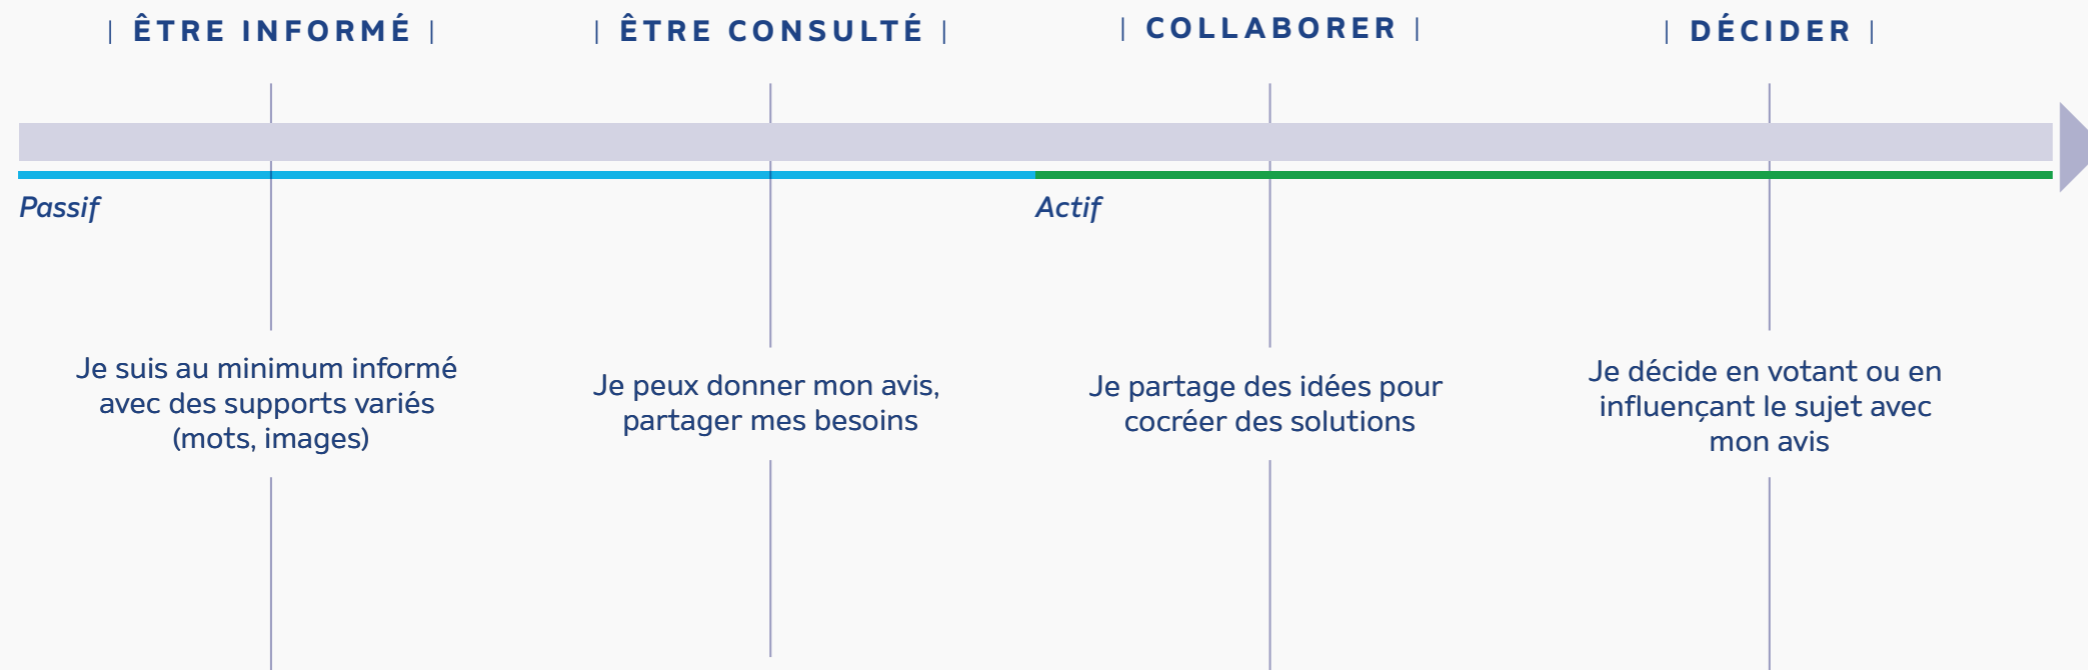 | ÊTRE INFORMÉ |
| ÊTRE CONSULTÉ |
| COLLABORER |
| DÉCIDER |
Passif
Actif
Je suis au minimum informé
avec des supports variés
(mots, images)
Je peux donner mon avis,
partager mes besoins
Je partage des idées pour
cocréer des solutions
Je décide en votant ou en
influençant le sujet avec
mon avis